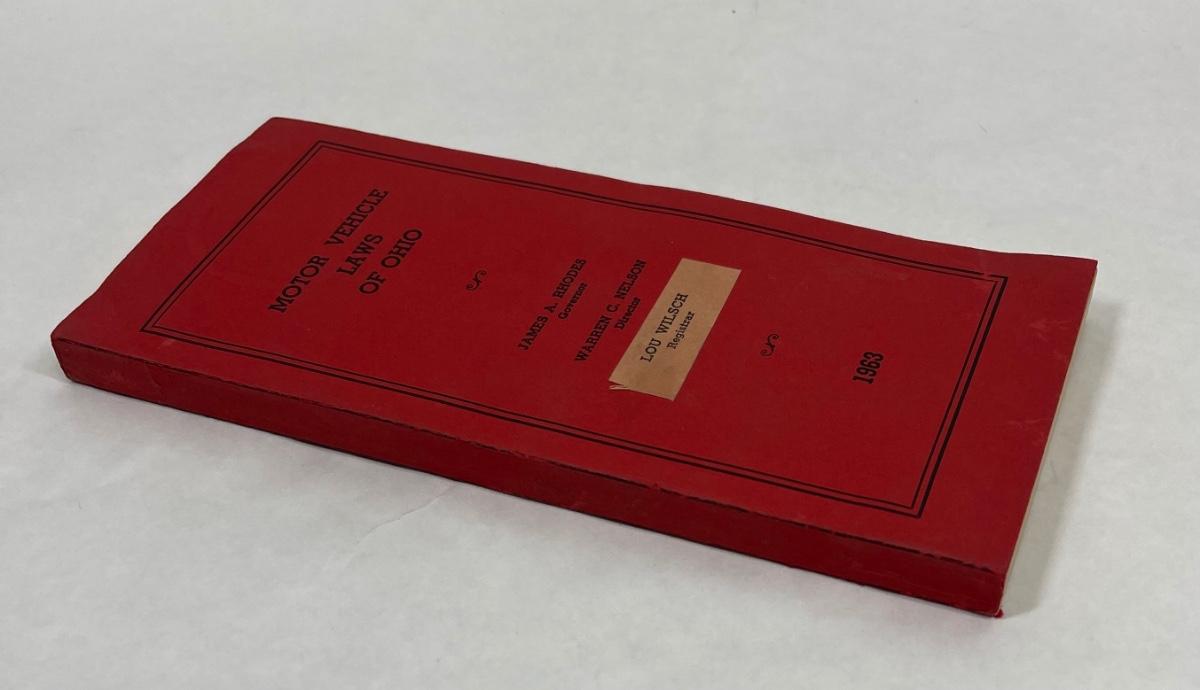 MOTOR VEHICLE
LAWS
OF OHIO
JAMES A. RHODES
Governor
WARREN C. NELSON
Director
LOU WILSCH
Registrar
1963